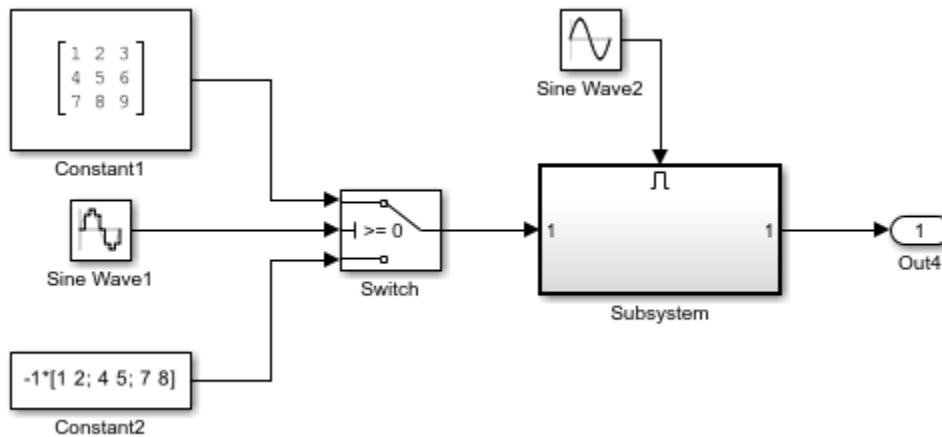 1 2 3
4 5 6
7 8 9
Constant1
Sine Wave2
Sine Wave1
>= 0
Switch
1
1
Subsystem
1
Out4
-1*[1 2; 4 5; 7 8]
Constant2